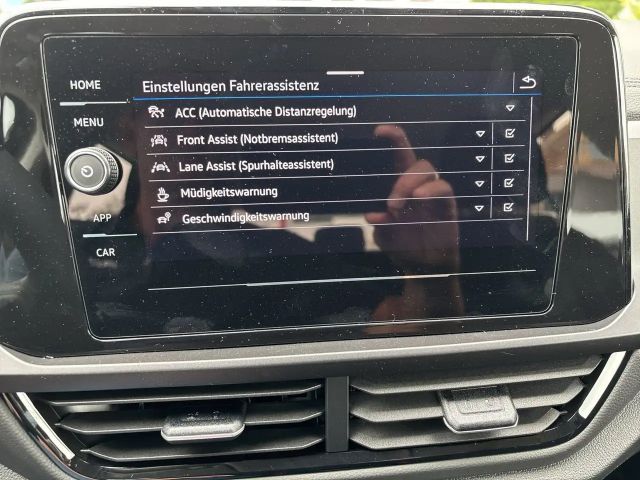 HOME
MENU
APP
CAR
Einstellungen Fahrerassistenz
ACC (Automatische Distanzregelung)
Front Assist (Notbremsassistent)
Lane Assist (Spurhalteassistent)
Müdigkeitswarnung
Geschwindigkeitswarnung